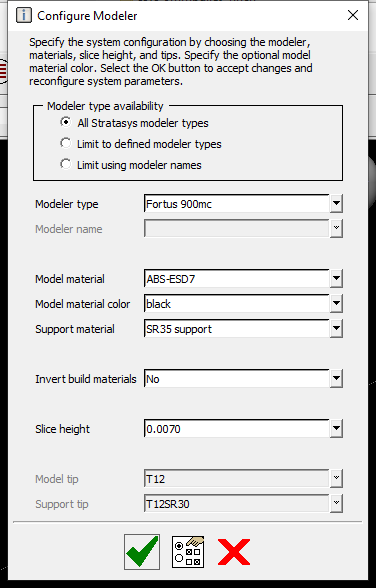 Configure Modeler
Specify the system configuration by choosing the modeler,
materials, slice height, and tips. Specify the optional model
material color. Select the OK button to accept changes and
reconfigure system parameters.
Modeler type availability
All Stratasys modeler types
Limit to defined modeler types
Limit using modeler names
Modeler type Fortus 900mc
Modeler name
Model material ABS-ESD7
Model material color black
Support material SR35 support
Invert build materials No
Slice height 0.0070
Model tip T12
Support tip T12SR30